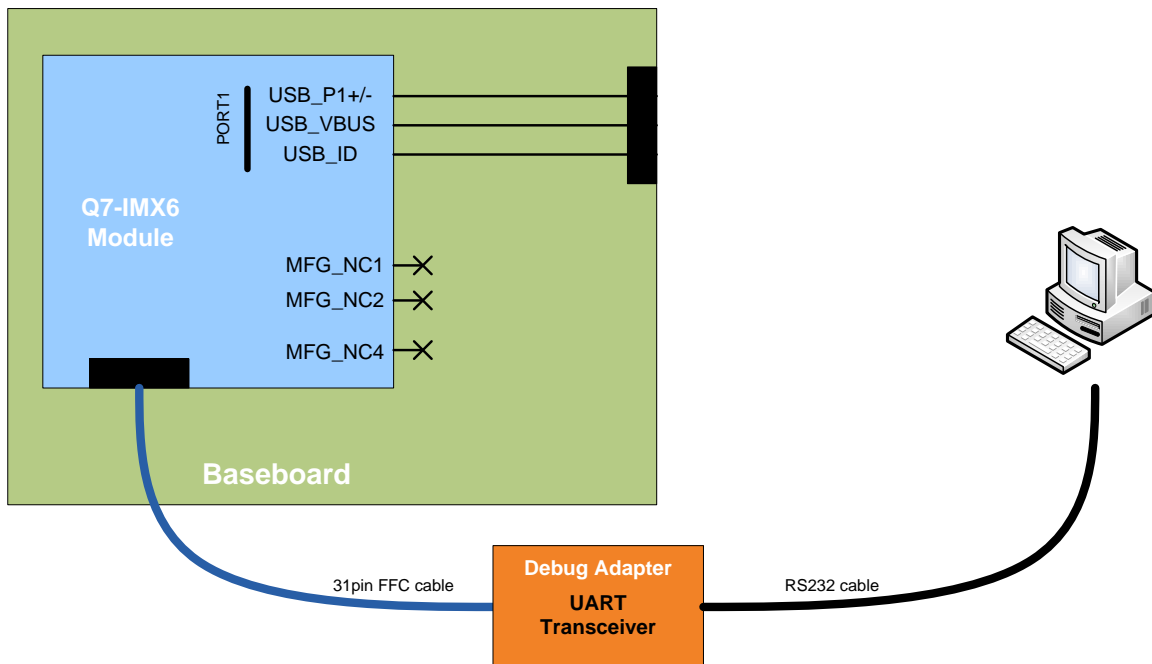 PORT1
USB_P1+/-
USB_VBUS
USB_ID
Q7-IMX6
Module
MFG_NC1
MFG_NC2
MFG_NC4
Baseboard
31pin FFC cable
Debug Adapter
UART
Transceiver
RS232 cable